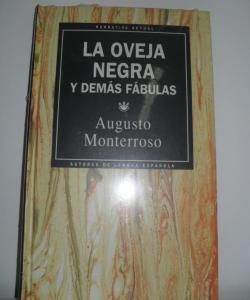 NARRATIVA ACTUAL
LA OVEJA
NEGRA
Y DEMÁS FÁBULAS
Augusto
Monterroso
AUTORES DE LENGUA ESPAÑOLA